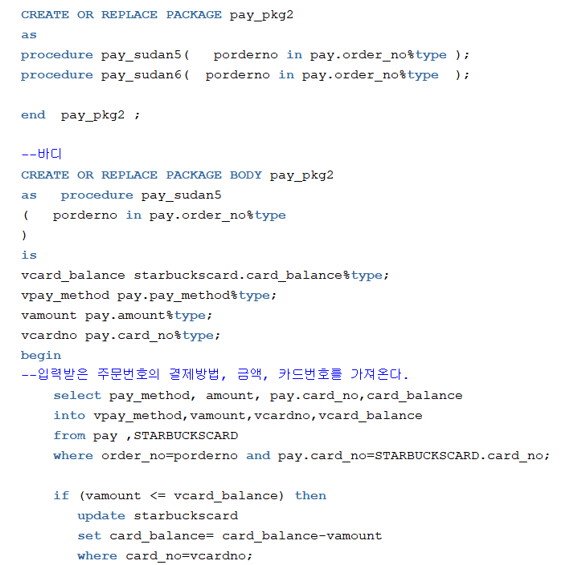 CREATE OR REPLACE PACKAGE pay_pkg2
as
procedure pay_sudan5(   porderno in pay.order_no%type );
procedure pay_sudan6(  porderno in pay.order_no%type  );
end  pay_pkg2 ;
--바디
CREATE OR REPLACE PACKAGE BODY pay_pkg2
as   procedure pay_sudan5
(   porderno in pay.order_no%type
)
is
vcard_balance starbuckscard.card_balance%type;
vpay_method pay.pay_method%type;
vamount pay.amount%type;
vcardno pay.card_no%type;
begin
--입력받은 주문번호의 결제방법, 금액, 카드번호를 가져온다.
    select pay_method, amount, pay.card_no,card_balance
    into vpay_method,vamount,vcardno,vcard_balance
    from pay ,STARBUCKSCARD
    where order_no=porderno and pay.card_no=STARBUCKSCARD.card_no;
    if (vamount <= vcard_balance) then
       update starbuckscard
       set card_balance= card_balance-vamount
       where card_no=vcardno;